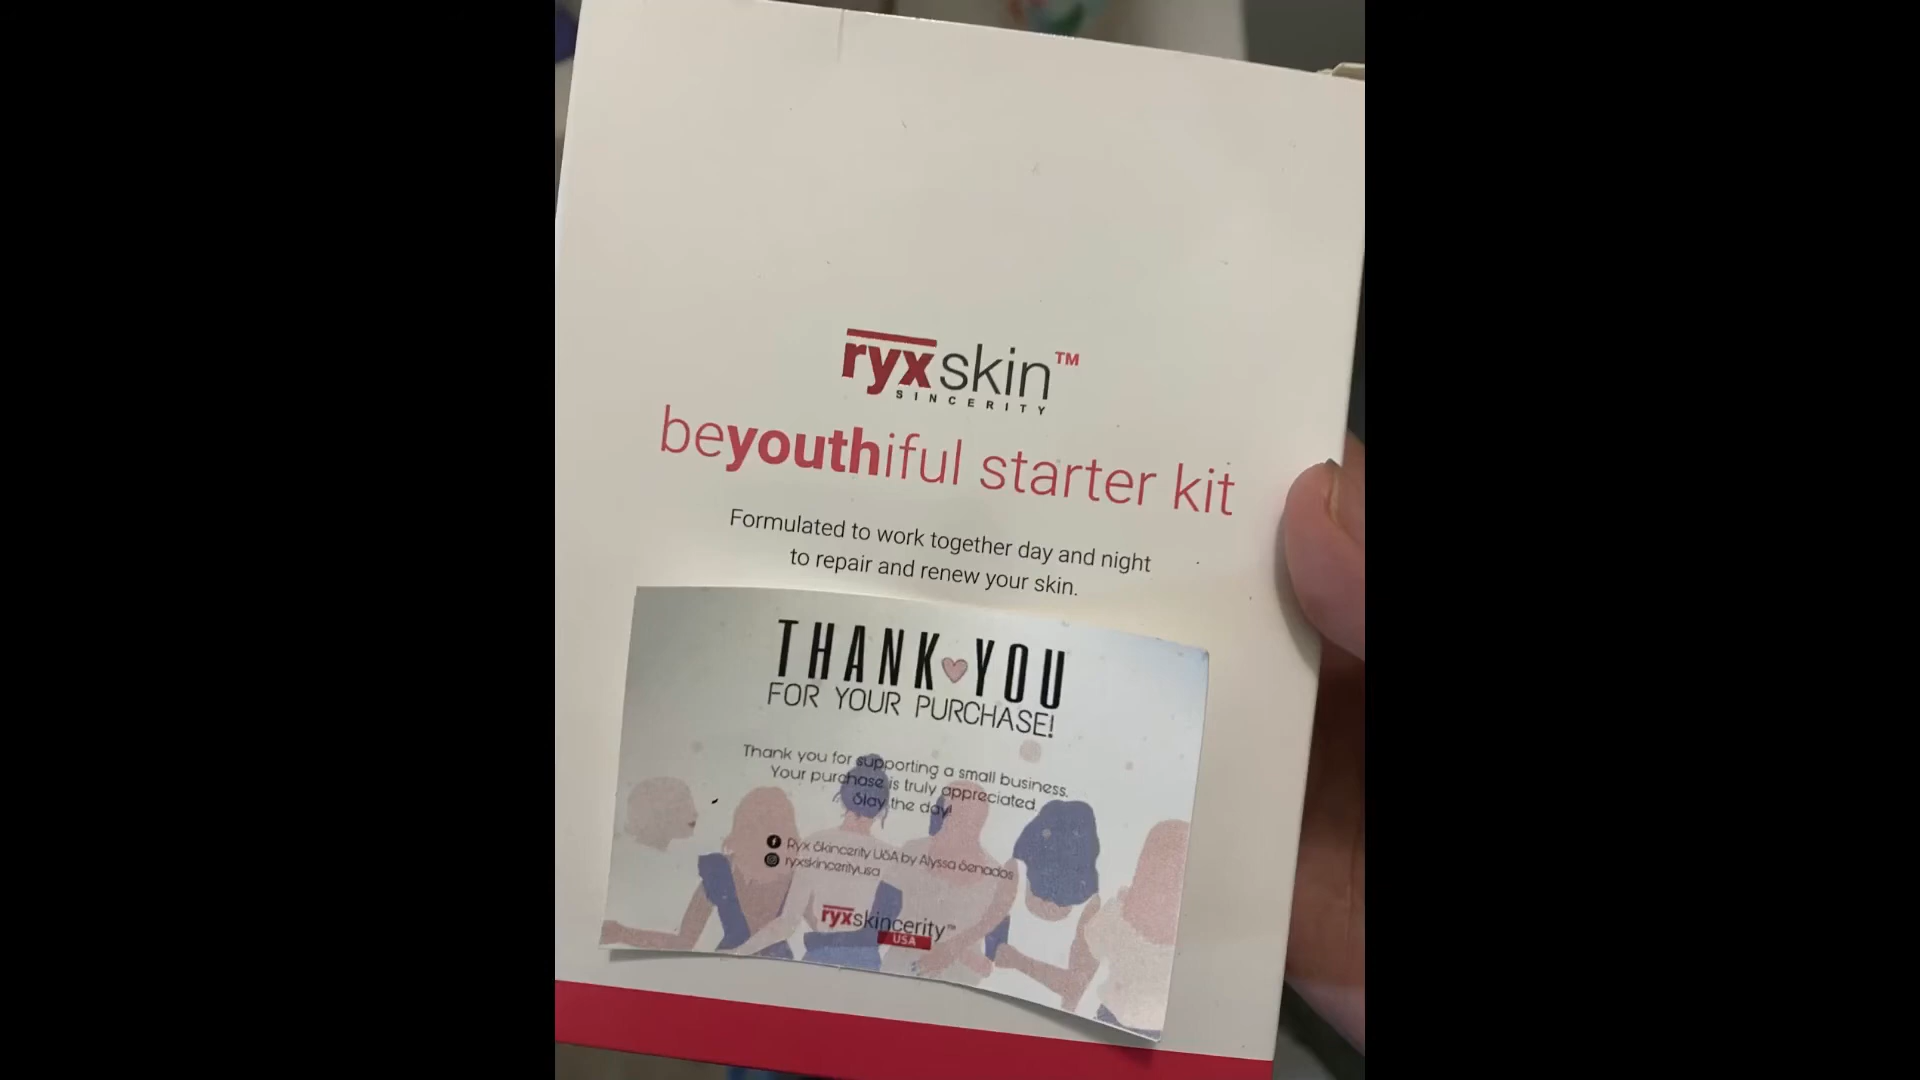 ryxskin™
SINCERITY
beyouthiful starter kit
Formulated to work together day and night
to repair and renew your skin.
THANK YOU
FOR YOUR PURCHASE!
Thank you for supporting a small business.
Your purchase is truly appreciated.
Slay the day!
Ryx Skincerity USA by Alyssa Senados
ryxskincerityusa
ryxskincerity™
USA